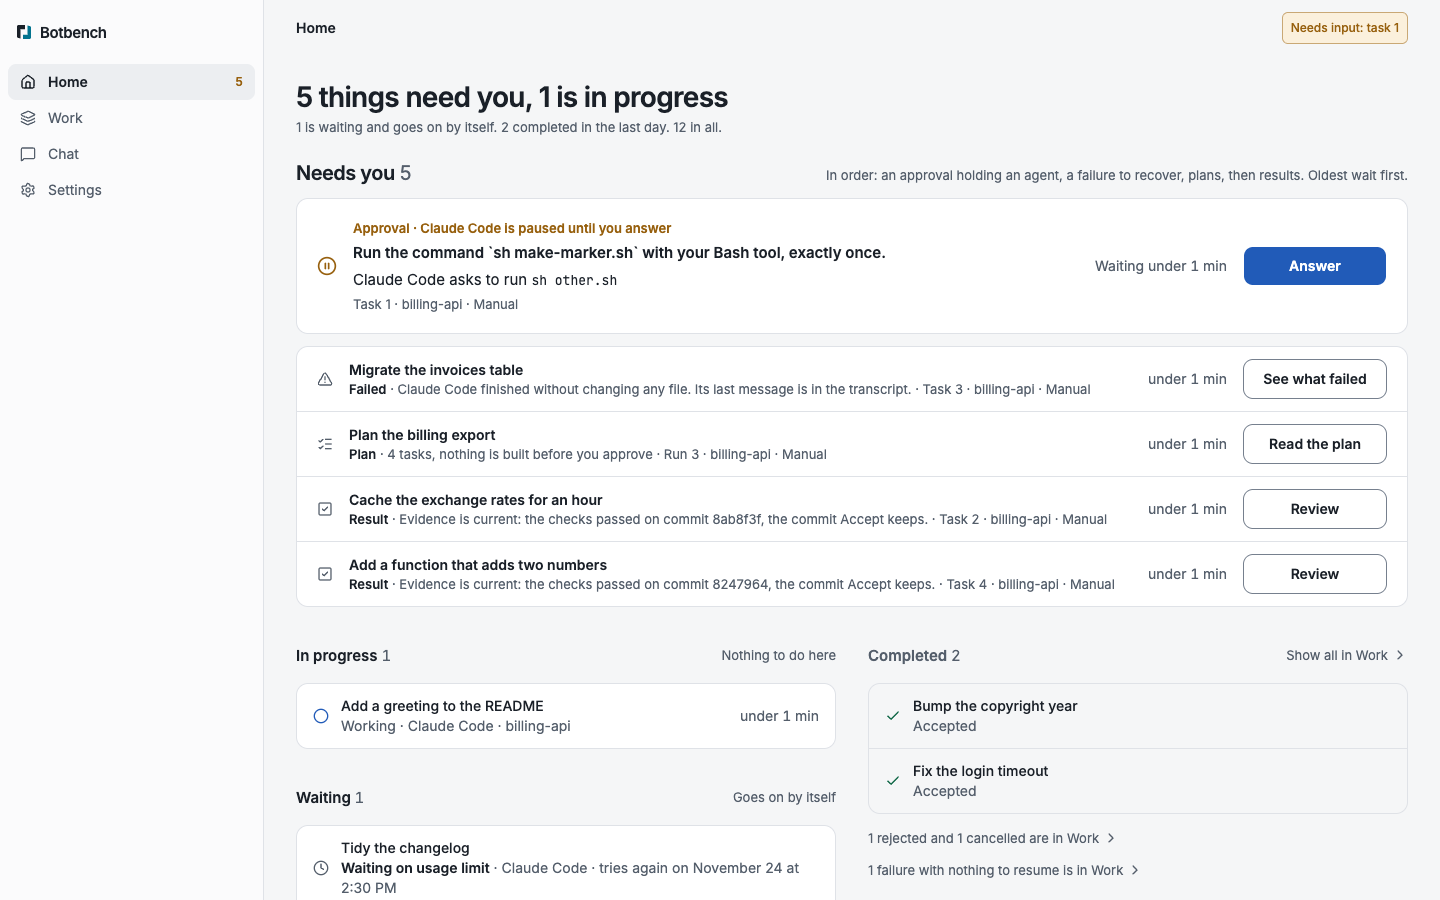 Botbench
Home 5
Work
Chat
Settings
Home
Needs input: task 1
5 things need you, 1 is in progress
1 is waiting and goes on by itself. 2 completed in the last day. 12 in all.
Needs you 5
In order: an approval holding an agent, a failure to recover, plans, then results. Oldest wait first.
Approval · Claude Code is paused until you answer
Run the command `sh make-marker.sh` with your Bash tool, exactly once.
Claude Code asks to run sh other.sh
Task 1 · billing-api · Manual
Waiting under 1 min
Answer
Migrate the invoices table
Failed · Claude Code finished without changing any file. Its last message is in the transcript. · Task 3 · billing-api · Manual
under 1 min
See what failed
Plan the billing export
Plan · 4 tasks, nothing is built before you approve · Run 3 · billing-api · Manual
under 1 min
Read the plan
Cache the exchange rates for an hour
Result · Evidence is current: the checks passed on commit 8ab8f3f, the commit Accept keeps. · Task 2 · billing-api · Manual
under 1 min
Review
Add a function that adds two numbers
Result · Evidence is current: the checks passed on commit 8247964, the commit Accept keeps. · Task 4 · billing-api · Manual
under 1 min
Review
In progress 1
Nothing to do here
Add a greeting to the README
Working · Claude Code · billing-api
under 1 min
Waiting 1
Goes on by itself
Tidy the changelog
Waiting on usage limit · Claude Code · tries again on November 24 at
2:30 PM
Completed 2
Show all in Work
Bump the copyright year
Accepted
Fix the login timeout
Accepted
1 rejected and 1 cancelled are in Work
1 failure with nothing to resume is in Work